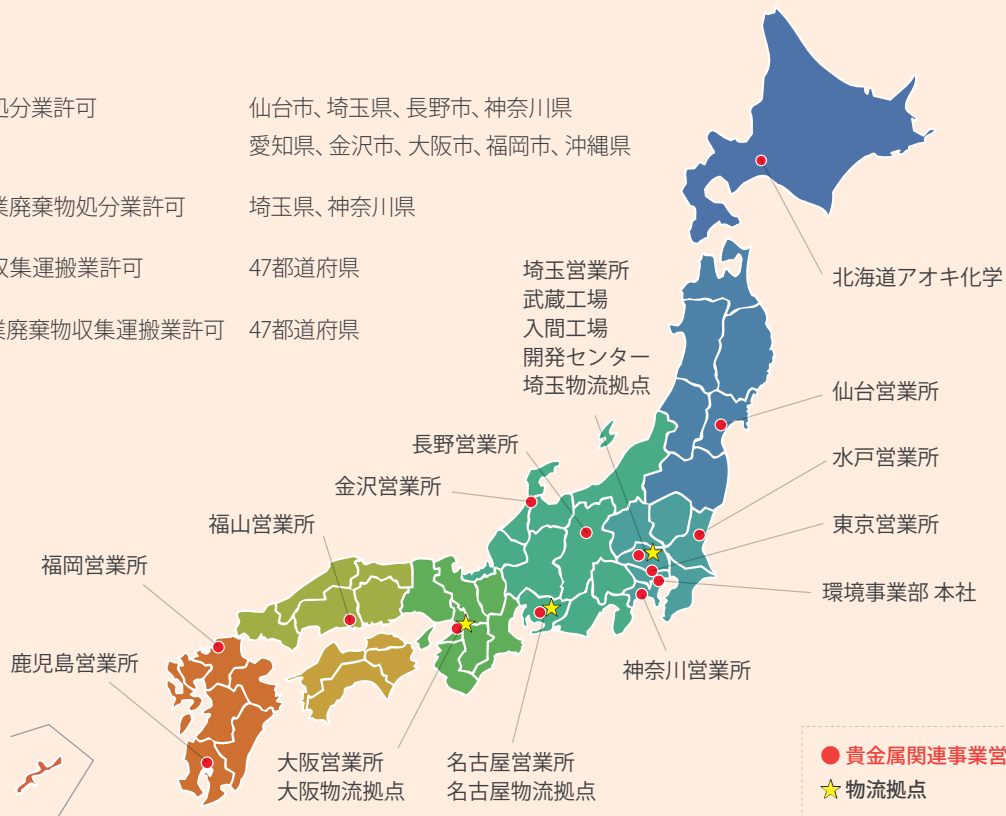 処分業許可 仙台市、埼玉県、長野市、神奈川県
愛知県、金沢市、大阪市、福岡市、沖縄県
業廃棄物処分業許可 埼玉県、神奈川県
収集運搬業許可 47都道府県
業廃棄物収集運搬業許可 47都道府県
埼玉営業所
武蔵工場
入間工場
開発センター
埼玉物流拠点
北海道アオキ化学
仙台営業所
長野営業所
水戸営業所
金沢営業所
福山営業所
東京営業所
福岡営業所
環境事業部 本社
鹿児島営業所
神奈川営業所
大阪営業所
大阪物流拠点
名古屋営業所
名古屋物流拠点
貴金属関連事業営
物流拠点